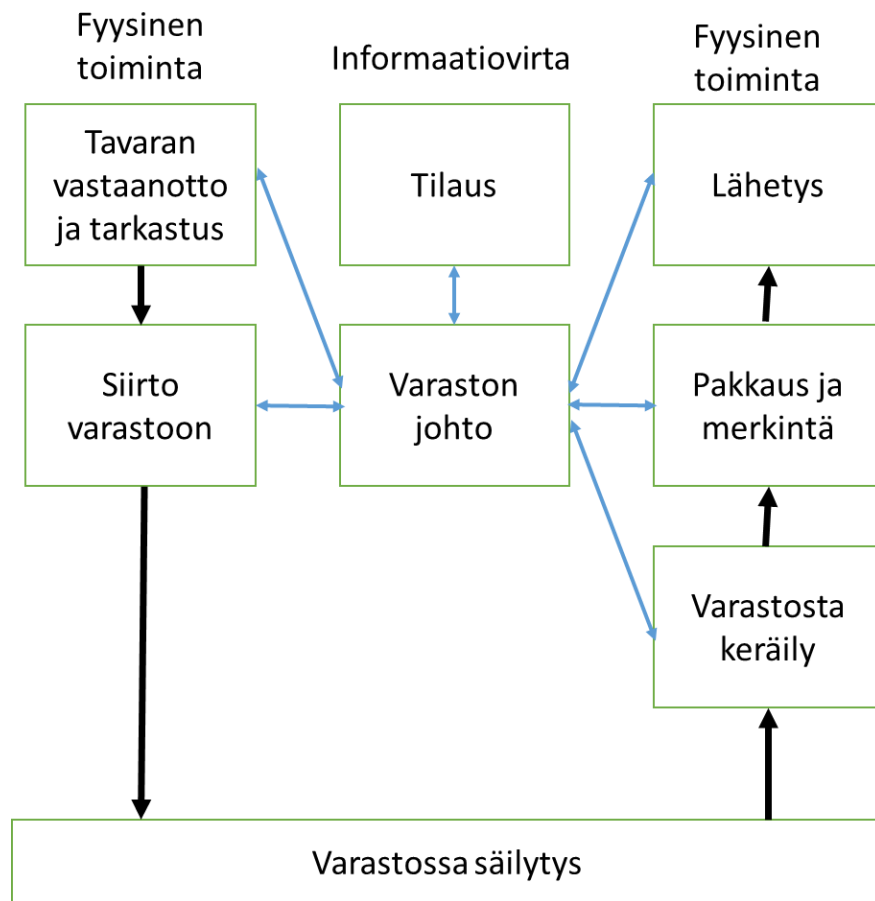 Fyysinen
toiminta
Informaatiovirta
Fyysinen
toiminta
Tavaran
vastaanotto
ja tarkastus
Tilaus
Lähetys
Siirto
varastoon
Varaston
johto
Pakkaus ja
merkintä
Varastosta
keräily
Varastossa säilytys